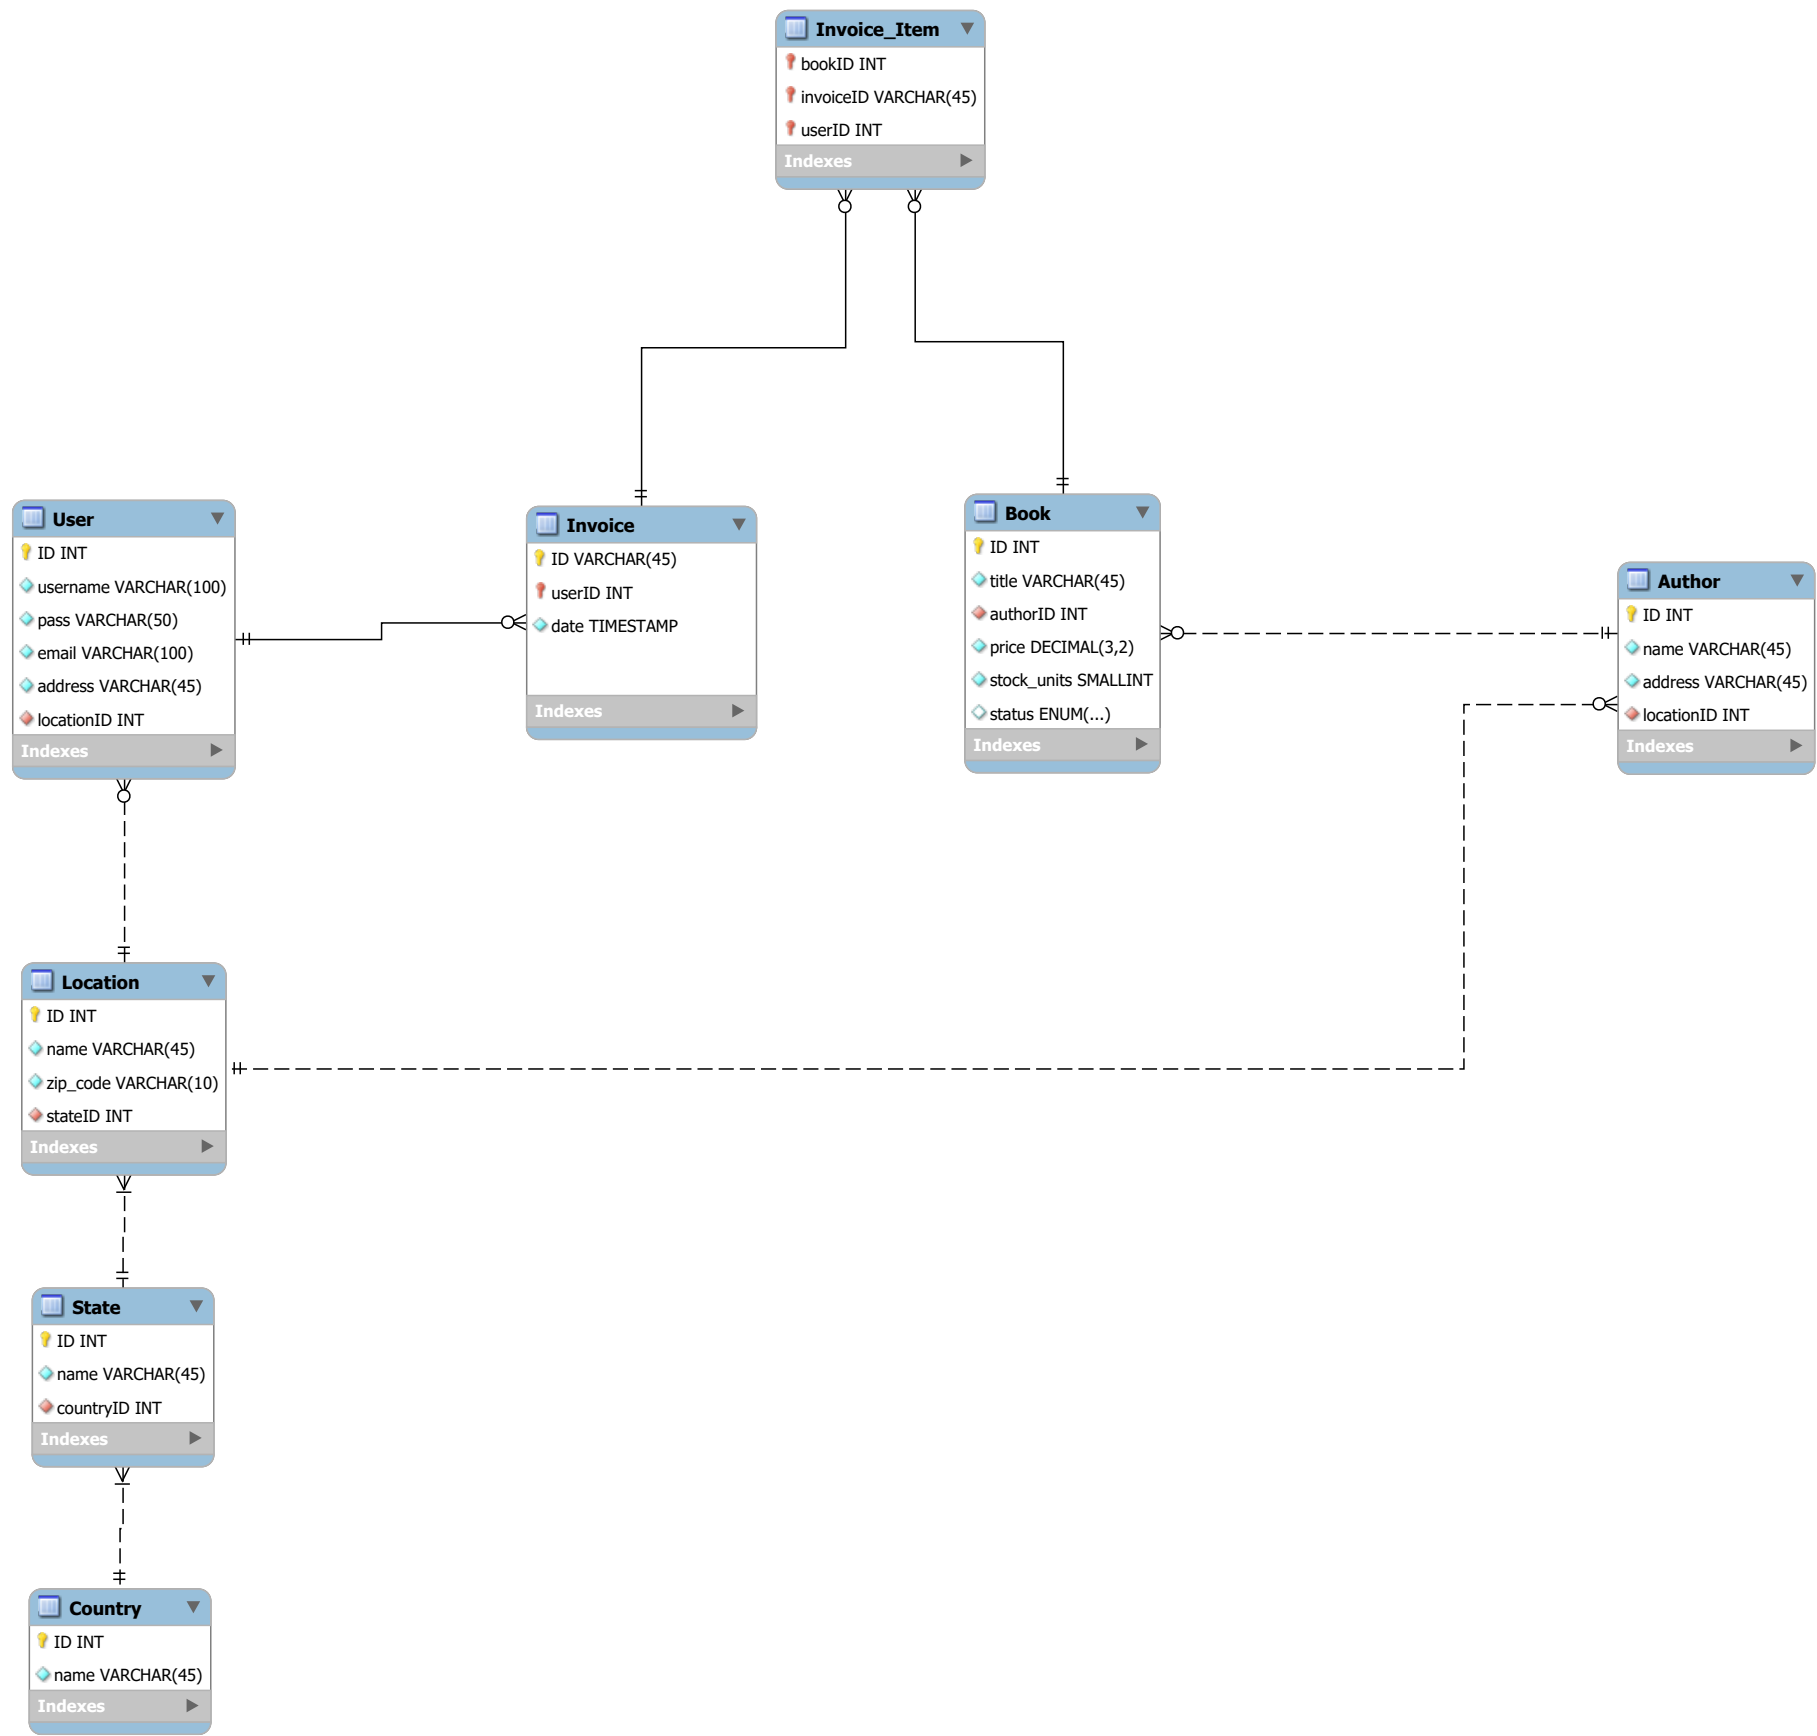 Invoice_Item
bookID INT
invoiceID VARCHAR(45)
userID INT
Indexes
User
ID INT
username VARCHAR(100)
pass VARCHAR(50)
email VARCHAR(100)
address VARCHAR(45)
locationID INT
Indexes
Invoice
ID VARCHAR(45)
userID INT
date TIMESTAMP
Indexes
Book
ID INT
title VARCHAR(45)
authorID INT
price DECIMAL(3,2)
stock_units SMALLINT
status ENUM(...)
Indexes
Author
ID INT
name VARCHAR(45)
address VARCHAR(45)
locationID INT
Indexes
Location
ID INT
name VARCHAR(45)
zip_code VARCHAR(10)
stateID INT
Indexes
State
ID INT
name VARCHAR(45)
countryID INT
Indexes
Country
ID INT
name VARCHAR(45)
Indexes